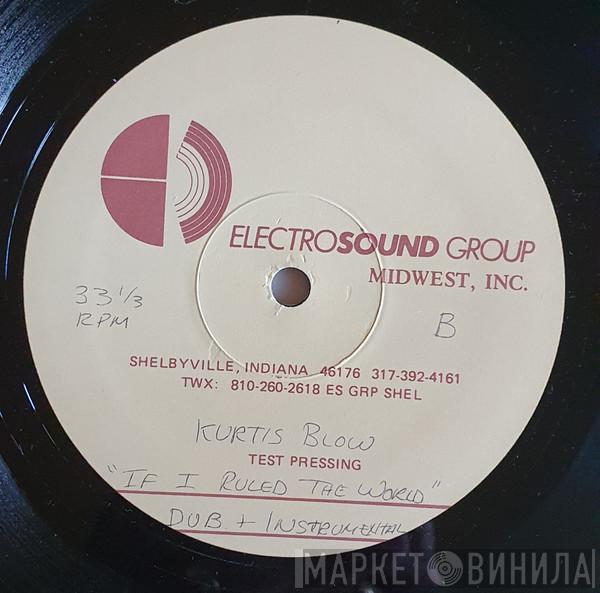 ELECTROSOUND GROUP
MIDWEST, INC.
33 1/3
RPM
B
SHELBYVILLE, INDIANA 46176 317-392-4161
TWX: 810-260-2618 ES GRP SHEL
KURTIS BLOW
TEST PRESSING
"IF I RULED THE WORLD"
DUB + INSTRUMENTAL
МАРКЕТ ВИНИЛА